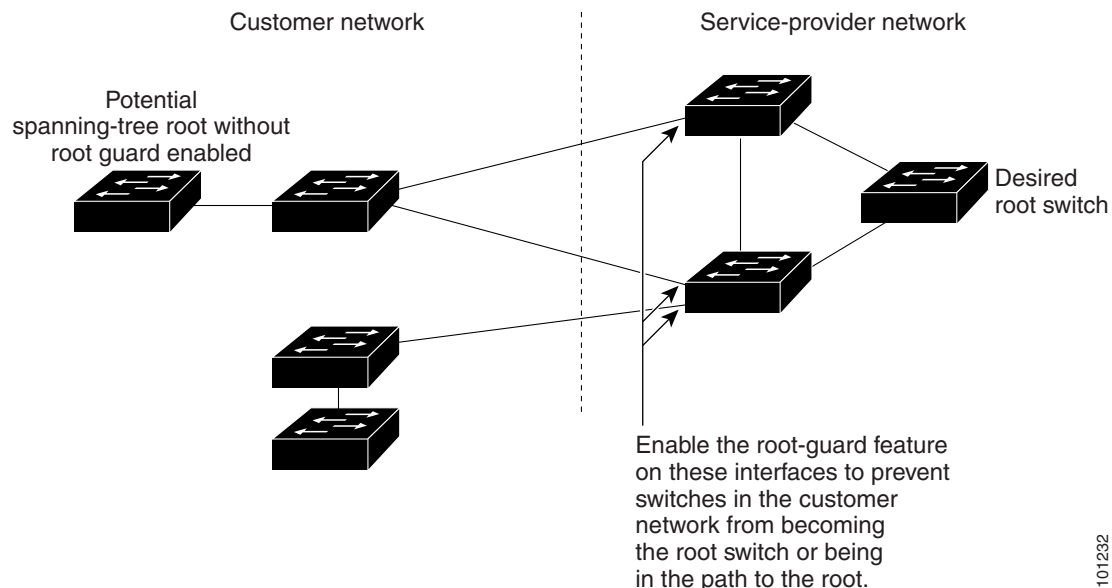 Customer network
Service-provider network
Potential
spanning-tree root without
root guard enabled
Desired
root switch
Enable the root-guard feature
on these interfaces to prevent
switches in the customer
network from becoming
the root switch or being
in the path to the root.
101232